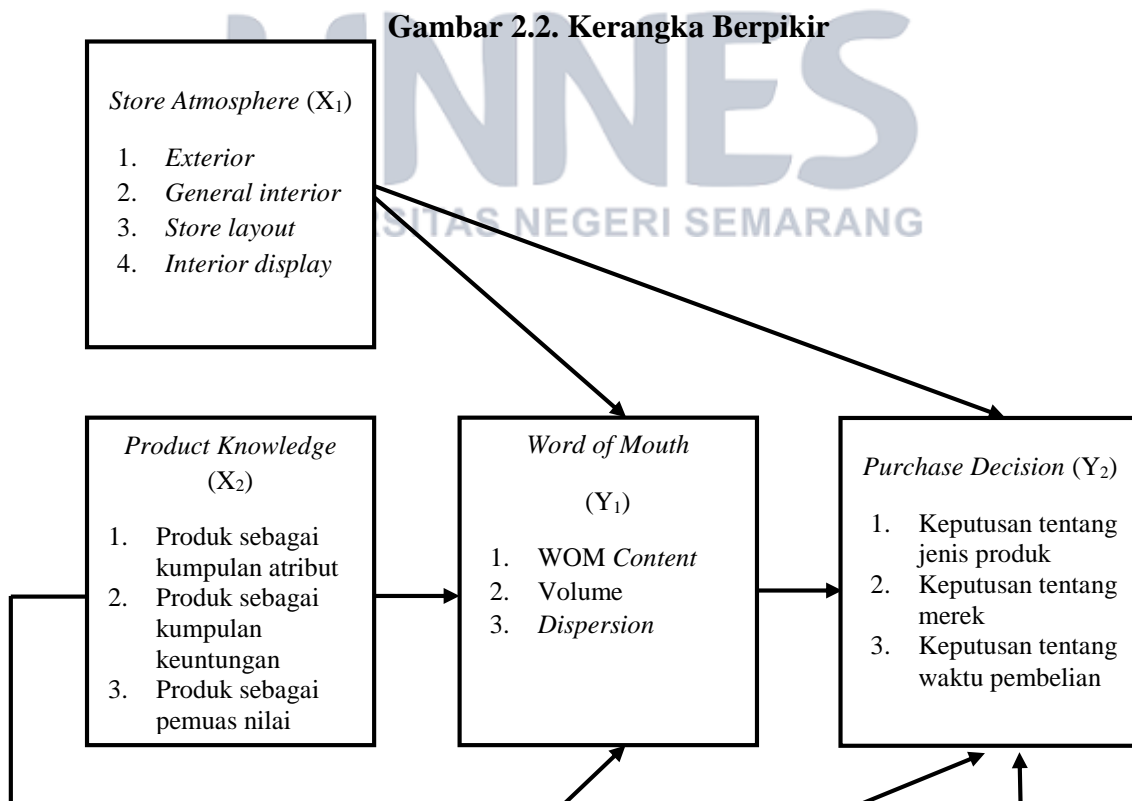 Gambar 2.2. Kerangka Berpikir
Store Atmosphere (X₁)
1. Exterior
2. General interior
3. Store layout
4. Interior display
NNES
RSITAS NEGERI SEMARANG
Product Knowledge
(X₂)
1. Produk sebagai
kumpulan atribut
2. Produk sebagai
kumpulan
keuntungan
3. Produk sebagai
pemuas nilai
Word of Mouth
(Y₁)
1. WOM Content
2. Volume
3. Dispersion
Purchase Decision (Y₂)
1. Keputusan tentang
jenis produk
2. Keputusan tentang
merek
3. Keputusan tentang
waktu pembelian